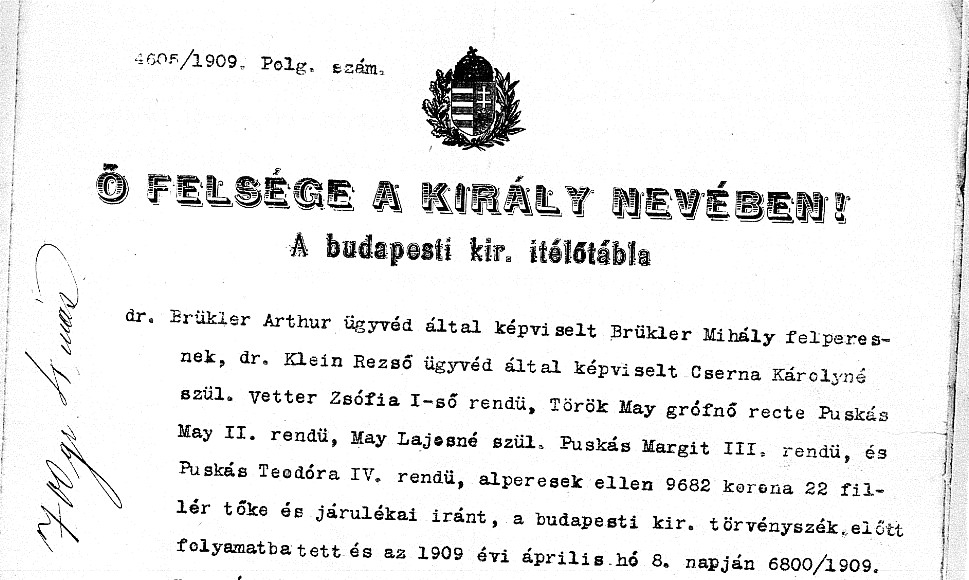 4605/1909. Polg. szám.
Ő FELSÉGE A KIRÁLY NEVÉBEN!
A budapesti kir. itélőtábla
dr. Brükler Arthur ügyvéd által képviselt Brükler Mihály felperes-
nek, dr. Klein Rezső ügyvéd által képviselt Cserna Károlyné
szül. Vetter Zsófia I-ső rendü, Török May grófnő recte Puskás
May II. rendü, May Lajosné szül. Puskás Margit III. rendü, és
Puskás Teodóra IV. rendü, alperesek ellen 9682 korona 22 fil-
lér tőke és járulékai iránt, a budapesti kir. törvényszék előtt
folyamatba tett és az 1909 évi április hó 8. napján 6800/1909.